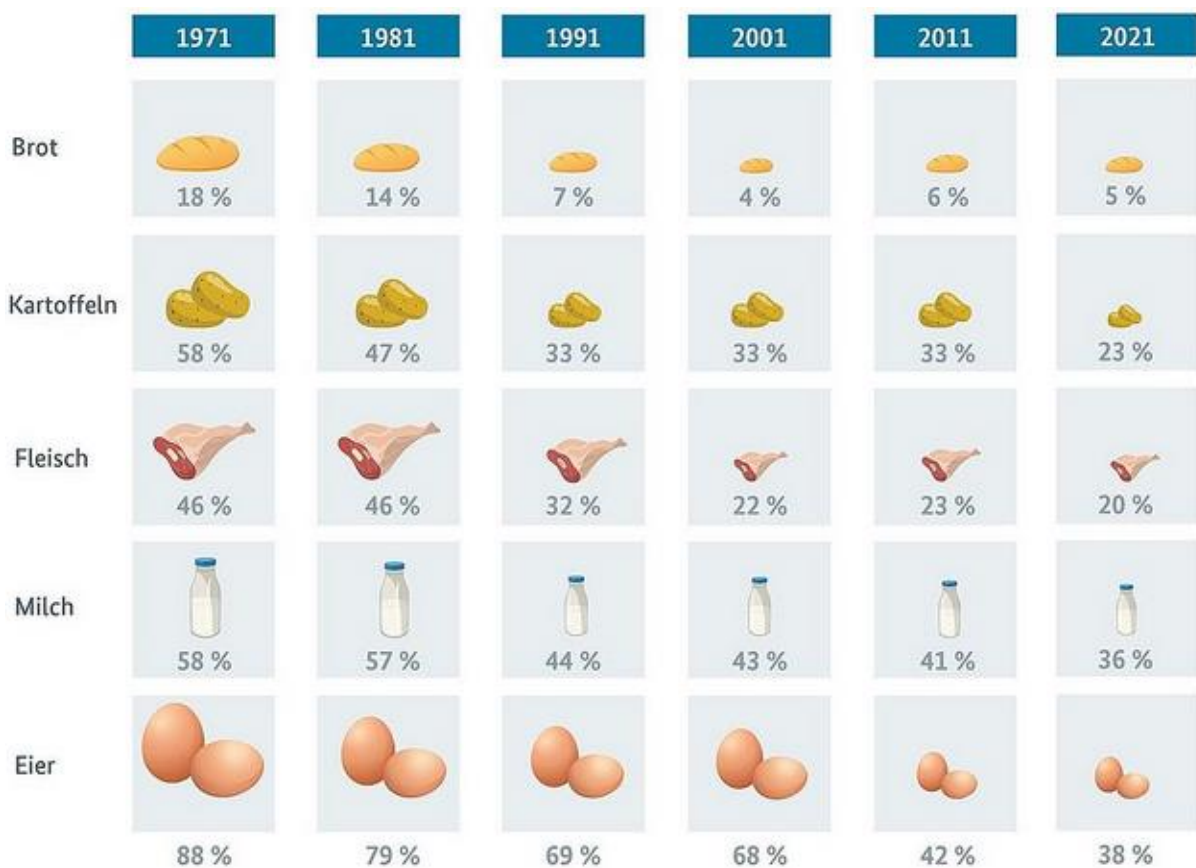 1971 1981 1991 2001 2011 2021
Brot
18 % 14 % 7 % 4 % 6 % 5 %
Kartoffeln
58 % 47 % 33 % 33 % 33 % 23 %
Fleisch
46 % 46 % 32 % 22 % 23 % 20 %
Milch
58 % 57 % 44 % 43 % 41 % 36 %
Eier
88 % 79 % 69 % 68 % 42 % 38 %